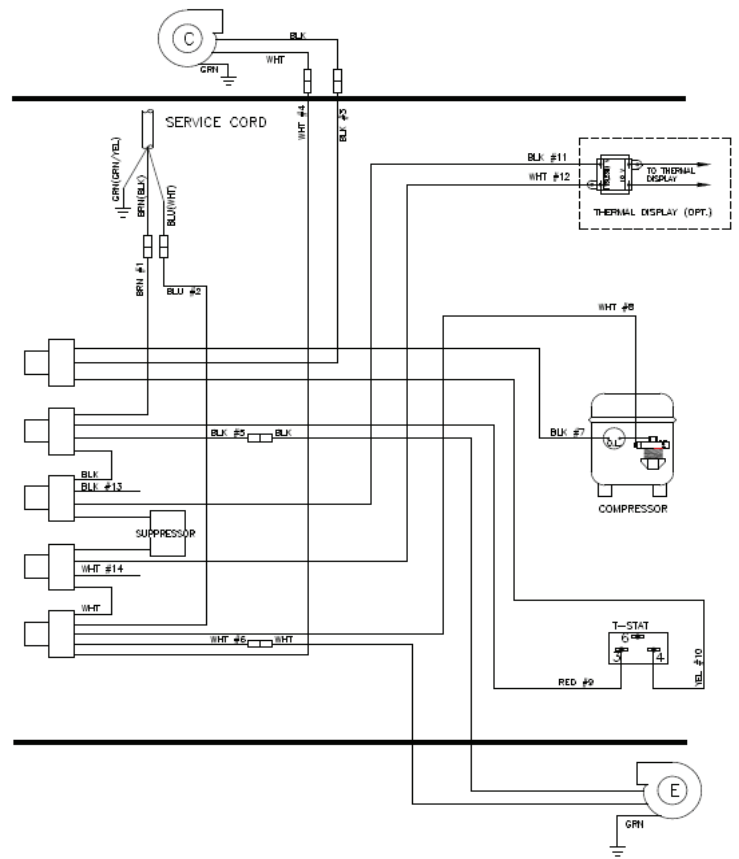 C
BLK
WHT
GRN
WHT #4
BLK #3
SERVICE CORD
GRN(GRN/YEL)
BRN(BLK)
BLU(WHT)
BRN #1
BLU #2
BLK #11
WHT #12
TO THERMAL
DISPLAY
THERMAL DISPLAY (OPT.)
WHT #8
BLK #7
O.L.
COMPRESSOR
BLK #5
BLK
BLK
BLK #13
SUPPRESSOR
WHT #14
WHT
WHT #6
WHT
T-STAT
6
3
4
RED #9
YEL #10
E
GRN